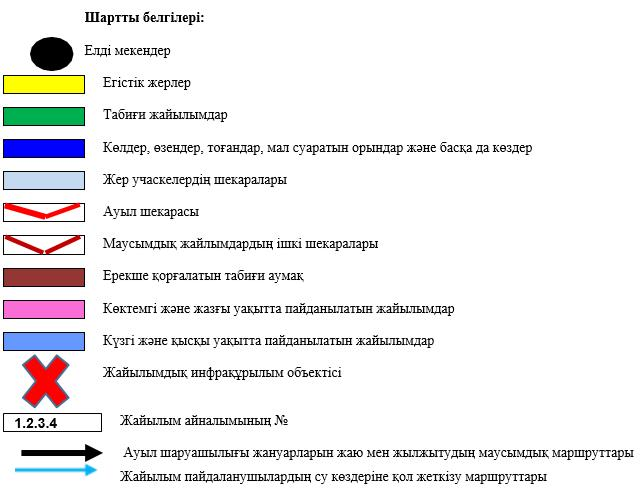 Шартты белгілері:
Елді мекендер
Егістік жерлер
Табиғи жайылымдар
Көлдер, өзендер, тоғандар, мал суаратын орындар және басқа да көздер
Жер учаскелердің шекаралары
Ауыл шекарасы
Маусымдық жайлымдардың ішкі шекаралары
Ерекше қорғалатын табиғи аумақ
Көктемгі және жазғы уақытта пайданылатын жайылымдар
Күзгі және қысқы уақытта пайданылатын жайылымдар
Жайылымдық инфрақұрылым объектісі
1.2.3.4 Жайылым айналымының №
Ауыл шаруашылығы жануарларын жаю мен жылжытудың маусымдық маршруттары
Жайылым пайдаланушылардың су көздеріне қол жеткізу маршруттары